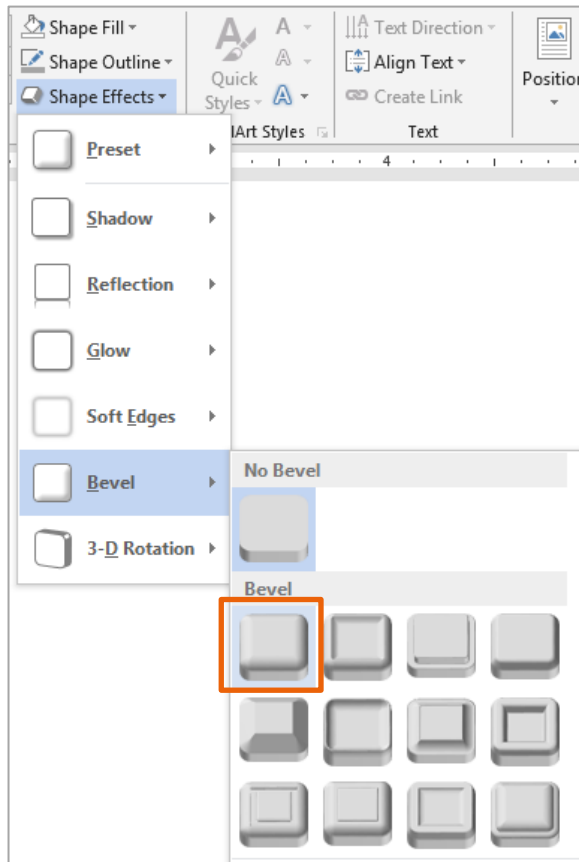 Shape Fill
Shape Outline
Shape Effects
A
A
Quick
Styles
A
A
lArt Styles
Text Direction
Align Text
Create Link
Text
Position
4
Preset
Shadow
Reflection
Glow
Soft Edges
Bevel
3-D Rotation
No Bevel
Bevel